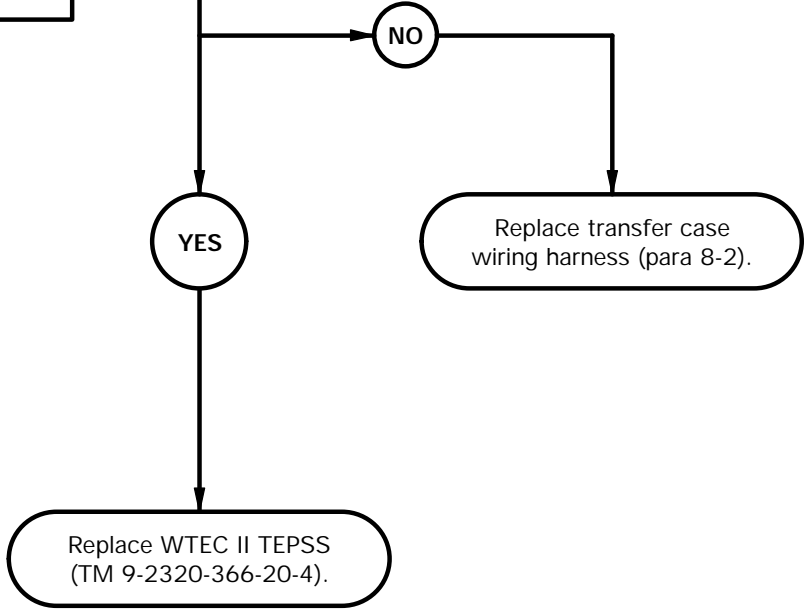 NO
YES
Replace transfer case
wiring harness (para 8-2).
Replace WTEC II TEPSS
(TM 9-2320-366-20-4).